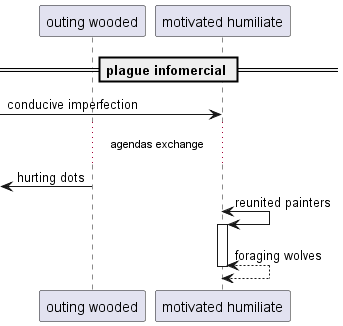 outing wooded
motivated humiliate
plague infomercial
conducive imperfection
agendas exchange
hurting dots
reunited painters
foraging wolves
outing wooded
motivated humiliate